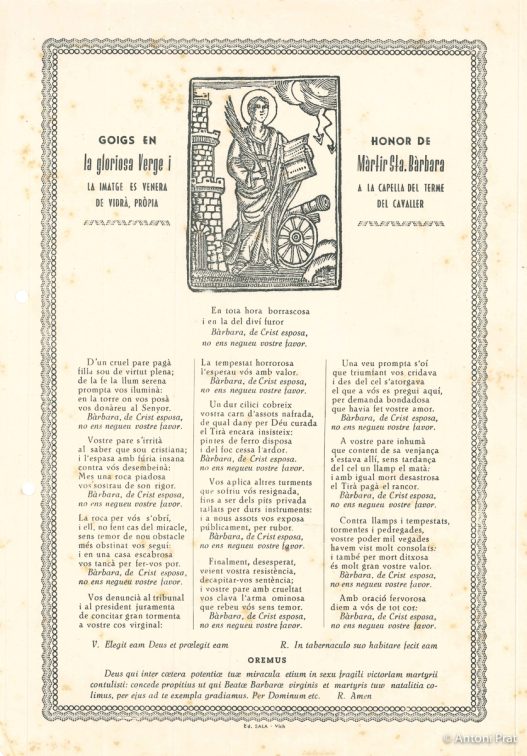 GOIGS EN HONOR DE
la gloriosa Verge i Màrtir Sta. Bàrbara
LA IMATGE ES VENERA A LA CAPELLA DEL TERME
DE VIDRÀ, PRÒPIA DEL CAVALLER
En tota hora borrascosa
i en la del diví furor
Bàrbara, de Crist esposa,
no ens negueu vostre favor.
D'un cruel pare pagà
filla sou de virtut plena;
de la fe la llum serena
prompta vos iluminà:
en la torre on vos posà
vos donàreu al Senyor.
Bàrbara, de Crist esposa,
no ens negueu vostre favor.
Vostre pare s'irrità
al saber que sou cristiana;
i l'espasa amb fúria insana
contra vós desembeinà:
Mes una roca piadosa
vos sostrau de son rigor.
Bàrbara, de Crist esposa,
no ens negueu vostre favor.
La roca per vós s'obrí,
i ell, no fent cas del miracle,
sens temor de nou obstacle
més obstinat vos seguí:
i en una casa escabrosa
vos tancà per fer-vos por.
Bàrbara, de Crist esposa,
no ens negueu vostre favor.
Vos denuncià al tribunal
i al president juramenta
de concitar gran tormenta
a vostre cos virginal:
La tempestat horrorosa
l'esperau vós amb valor.
Bàrbara, de Crist esposa,
no ens negueu vostre favor.
Un dur cilici cobreix
vostra carn d'assots nafrada,
de qual dany per Déu curada
el Tirà encara insisteix:
pintes de ferro disposa
i del foc cessa l'ardor.
Bàrbara, de Crist esposa.
no ens negueu vostre favor.
Vos aplica altres turments
que sofriu vós resignada,
fins a ser dels pits privada
tallats per durs instruments:
i a nous assots vos exposa
públicament, per rubor.
Bàrbara, de Crist esposa,
no ens negueu vostre favor.
Finalment, desesperat,
veient vostra resistència,
decapitar-vos sentència;
i vostre pare amb crueltat
vos clava l'arma ominosa
que rebeu vós sens temor.
Bàrbara, de Crist esposa,
no ens negueu vostre favor.
Una veu prompta s'oí
que triumfant vos cridava
i des del cel s'atorgava
el que a vós es pregui aquí,
per demanda bondadosa
que havia fet vostre amor.
Bàrbara, de Crist esposa,
no ens negueu vostre favor.
A vostre pare inhumà
que content de sa venjança
s'estava allí, sens tardança
del cel un llamp el matà:
i amb igual mort desastrosa
el Tirà pagà el rancor.
Bàrbara, de Crist esposa,
no ens negueu vostre favor.
Contra llamps i tempestats,
tormentes i pedregades,
vostre poder mil vegades
havem vist molt consolats:
i també per mort ditxosa
és molt gran vostre valor.
Bàrbara, de Crist esposa,
no ens negueu vostre favor.
Amb oració fervorosa
diem a vós de tot cor:
Bàrbara, de Crist esposa,
no ens negueu vostre favor.
V. Elegit eam Deus et prælegit eam R. In tabernaculo suo habitare fecit eam
OREMUS
Deus qui inter cætera potentiæ tuæ miracula etium in sexu fragili victoriam martyrii
contulisti: concede propitius ut qui Beatæ Barbaræ virginis et martyris tuæ natalitia co-
limus, per ejus ad te exempla gradiamus. Per Dominum etc. R. Amen
Ed. SALA - Vich
© Antoni Prat